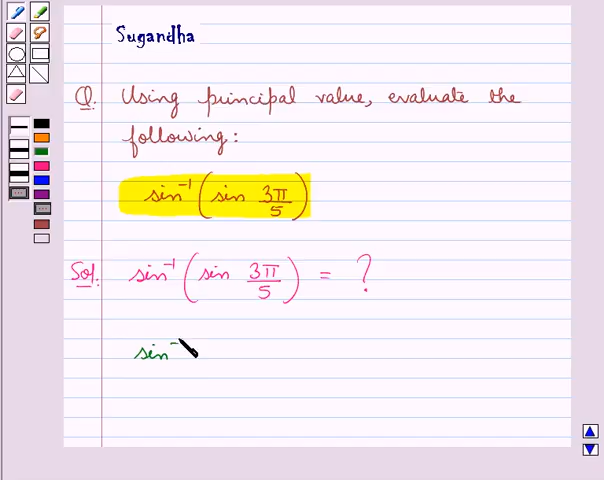 Sugandha
Q. Using principal value, evaluate the
following:
sin⁻¹ (sin 3π/5)
Sol. sin⁻¹ (sin 3π/5) = ?
sin⁻